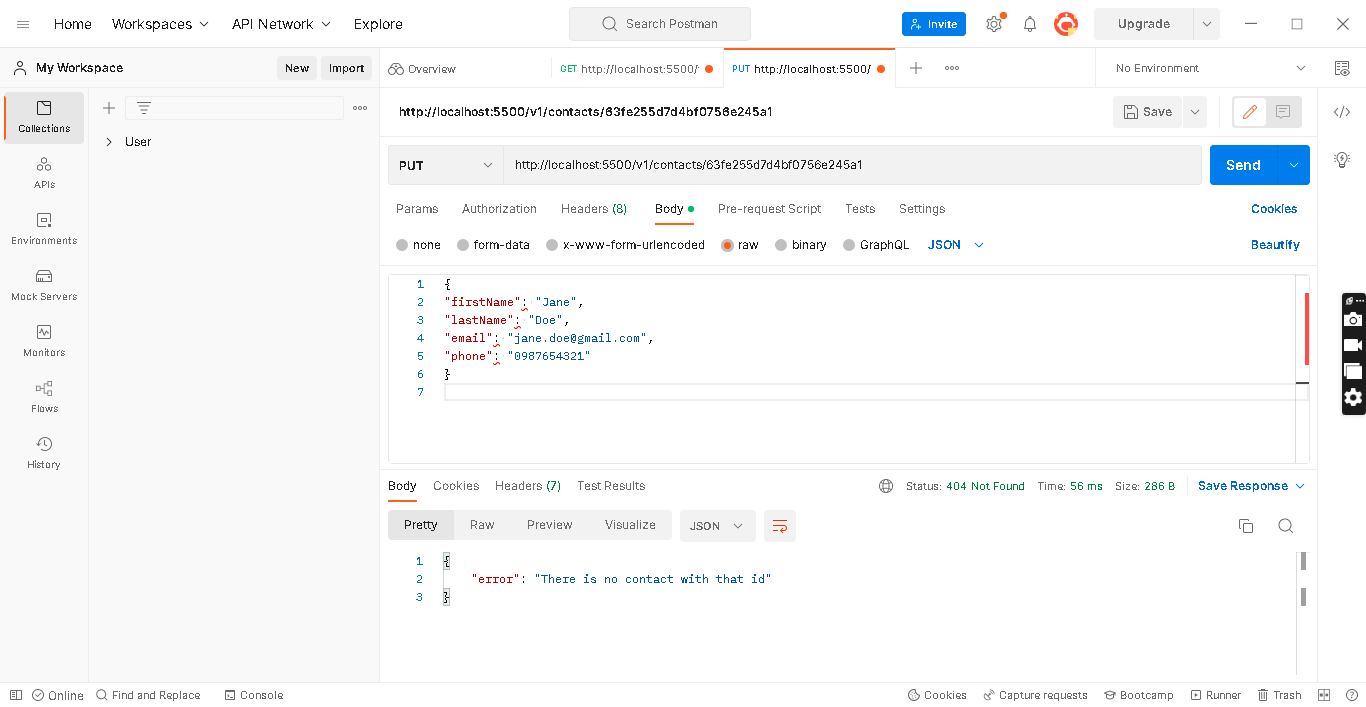 Home Workspaces API Network Explore Search Postman Invite Upgrade
My Workspace New Import Overview GET http://localhost:5500/ PUT http://localhost:5500/ No Environment
Collections
APIs
Environments
Mock Servers
Monitors
Flows
History
User
http://localhost:5500/v1/contacts/63fe255d7d4bf0756e245a1 Save
PUT http://localhost:5500/v1/contacts/63fe255d7d4bf0756e245a1 Send
Params Authorization Headers (8) Body Pre-request Script Tests Settings Cookies
none form-data x-www-form-urlencoded raw binary GraphQL JSON Beautify
1 {
2 "firstName": "Jane",
3 "lastName": "Doe",
4 "email": "jane.doe@gmail.com",
5 "phone": "0987654321"
6 }
7
Body Cookies Headers (7) Test Results Status: 404 Not Found Time: 56 ms Size: 286 B Save Response
Pretty Raw Preview Visualize JSON
1 {
2 "error": "There is no contact with that id"
3 }
Online Find and Replace Console Cookies Capture requests Bootcamp Runner Trash